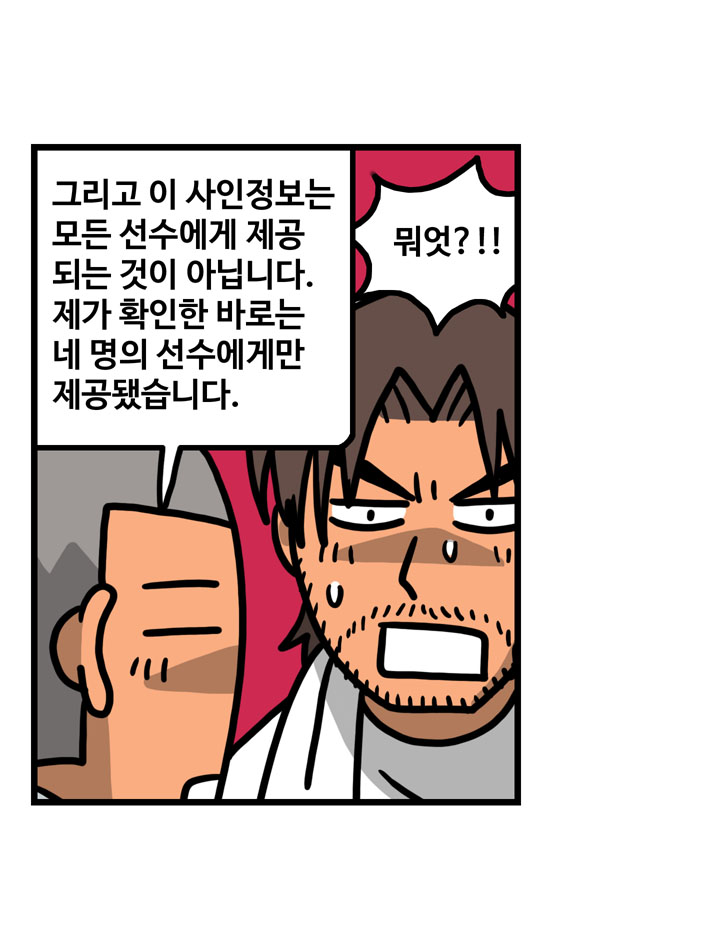 그리고 이 사인정보는
모든 선수에게 제공
되는 것이 아닙니다.
제가 확인한 바로는
네 명의 선수에게만
제공됐습니다.
뭐엇?!!